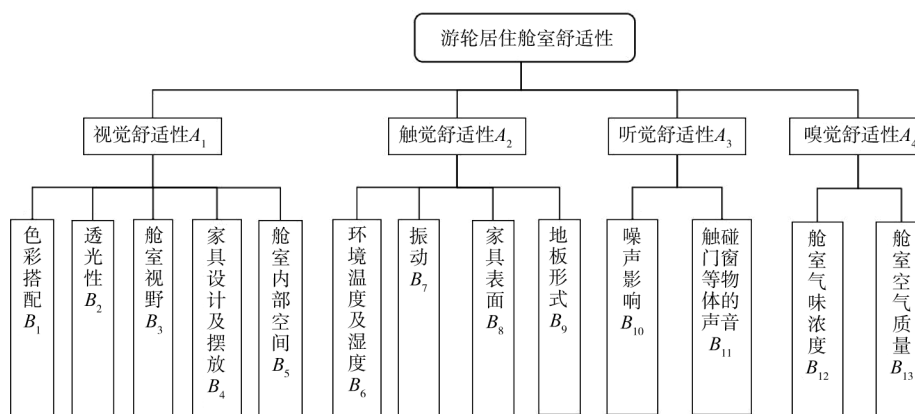 游轮居住舱室舒适性
视觉舒适性A₁
触觉舒适性A₂
听觉舒适性A₃
嗅觉舒适性A₄
色彩搭配B₁
透光性B₂
舱室视野B₃
家具设计及摆放B₄
舱室内部空间B₅
环境温度及湿度B₆
振动B₇
家具表面B₈
地板形式B₉
噪声影响B₁₀
碰窗物的音
触门等体声
B₁₁
舱室气味浓度B₁₂
舱室空气质量B₁₃